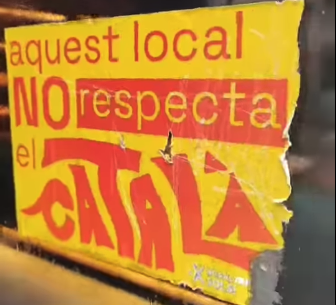 aquest local
NO respecta
el
CATALÀ